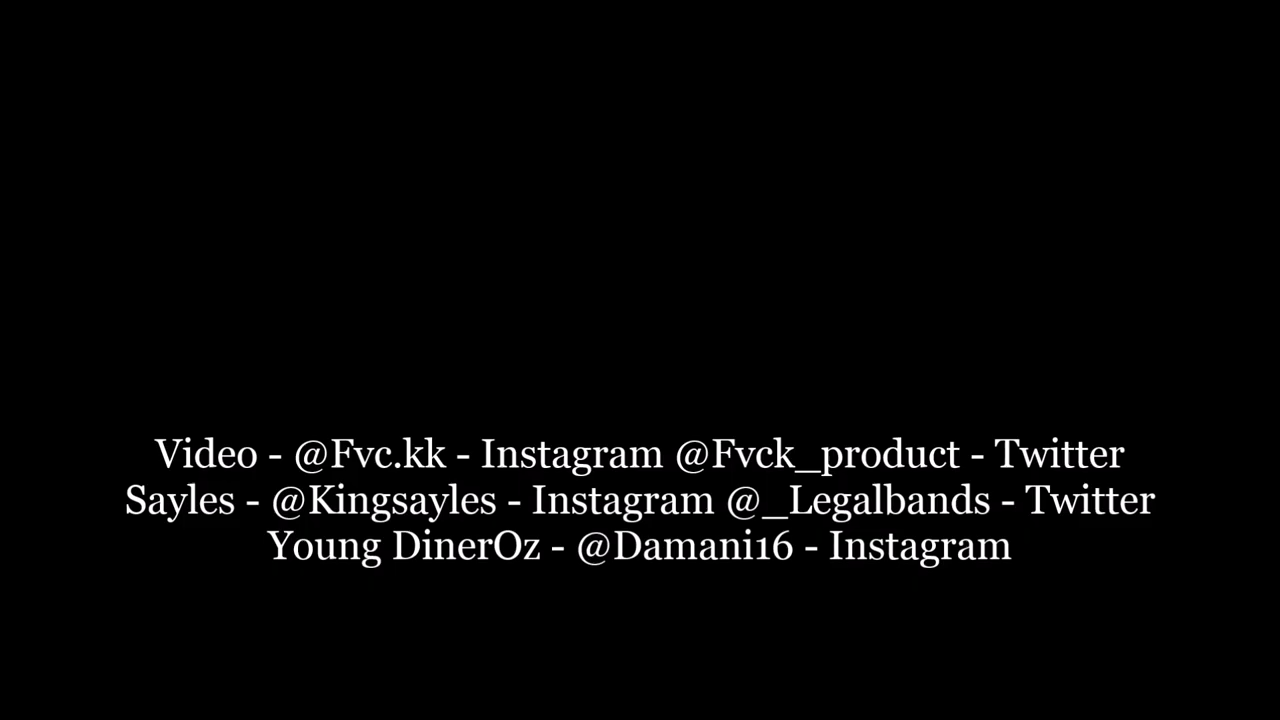 Video - @Fvc.kk - Instagram @Fvck_product - Twitter
Sayles - @Kingsayles - Instagram @_Legalbands - Twitter
Young DinerOz - @Damani16 - Instagram